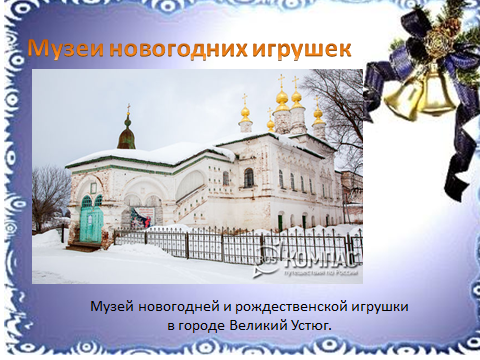 Музеи новогодних игрушек
КОМПАС
путешествия по России
Музей новогодней и рождественской игрушки
в городе Великий Устюг.